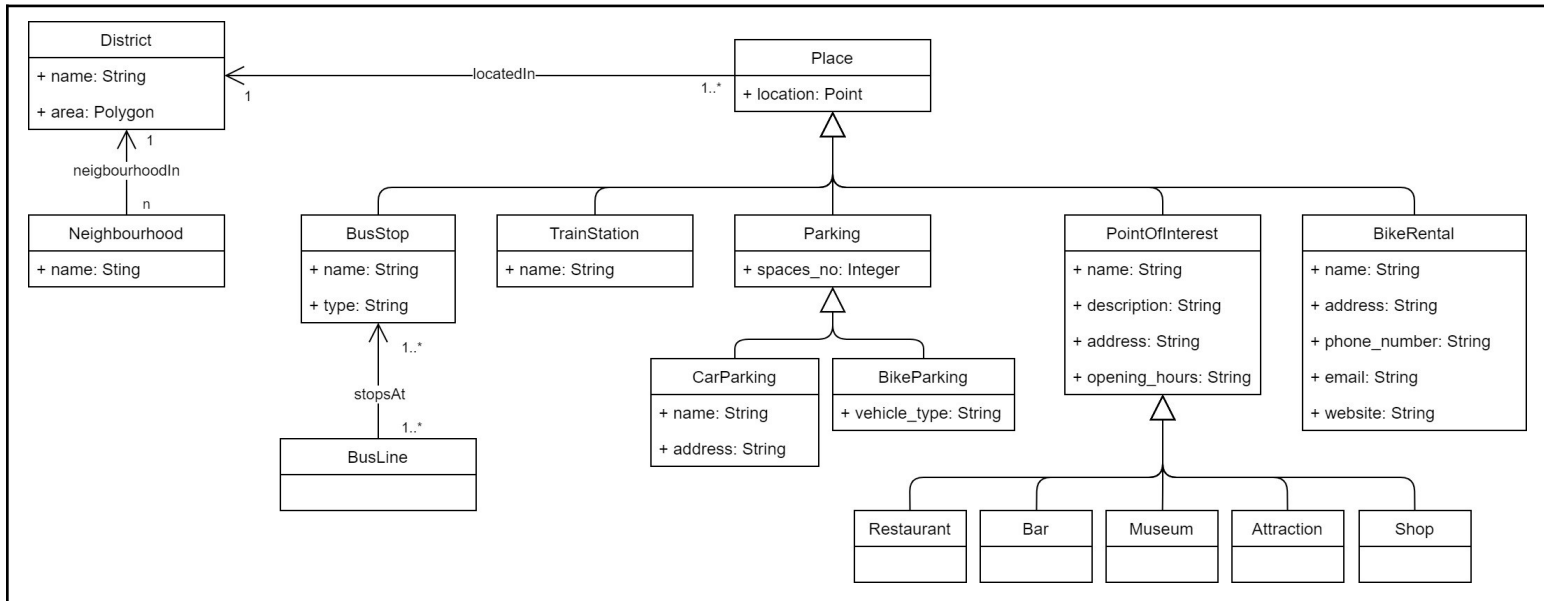 District
+ name: String
+ area: Polygon
locatedIn
1
1..*
Place
+ location: Point
1
neigbourhoodIn
n
Neighbourhood
+ name: Sting
BusStop
+ name: String
+ type: String
TrainStation
+ name: String
Parking
+ spaces_no: Integer
PointOfInterest
+ name: String
+ description: String
+ address: String
+ opening_hours: String
BikeRental
+ name: String
+ address: String
+ phone_number: String
+ email: String
+ website: String
1..*
stopsAt
1..*
BusLine
CarParking
+ name: String
+ address: String
BikeParking
+ vehicle_type: String
Restaurant
Bar
Museum
Attraction
Shop